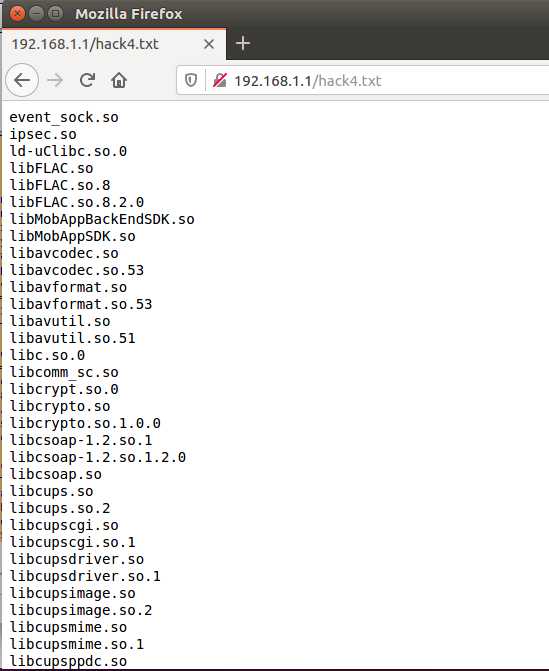 Mozilla Firefox
192.168.1.1/hack4.txt
192.168.1.1/hack4.txt
event_sock.so
ipsec.so
ld-uClibc.so.0
libFLAC.so
libFLAC.so.8
libFLAC.so.8.2.0
libMobAppBackEndSDK.so
libMobAppSDK.so
libavcodec.so
libavcodec.so.53
libavformat.so
libavformat.so.53
libavutil.so
libavutil.so.51
libc.so.0
libcomm_sc.so
libcrypt.so.0
libcrypto.so
libcrypto.so.1.0.0
libcsoap-1.2.so.1
libcsoap-1.2.so.1.2.0
libcsoap.so
libcups.so
libcups.so.2
libcupscgi.so
libcupscgi.so.1
libcupsdriver.so
libcupsdriver.so.1
libcupsimage.so
libcupsimage.so.2
libcupsmime.so
libcupsmime.so.1
libcupsppdc.so